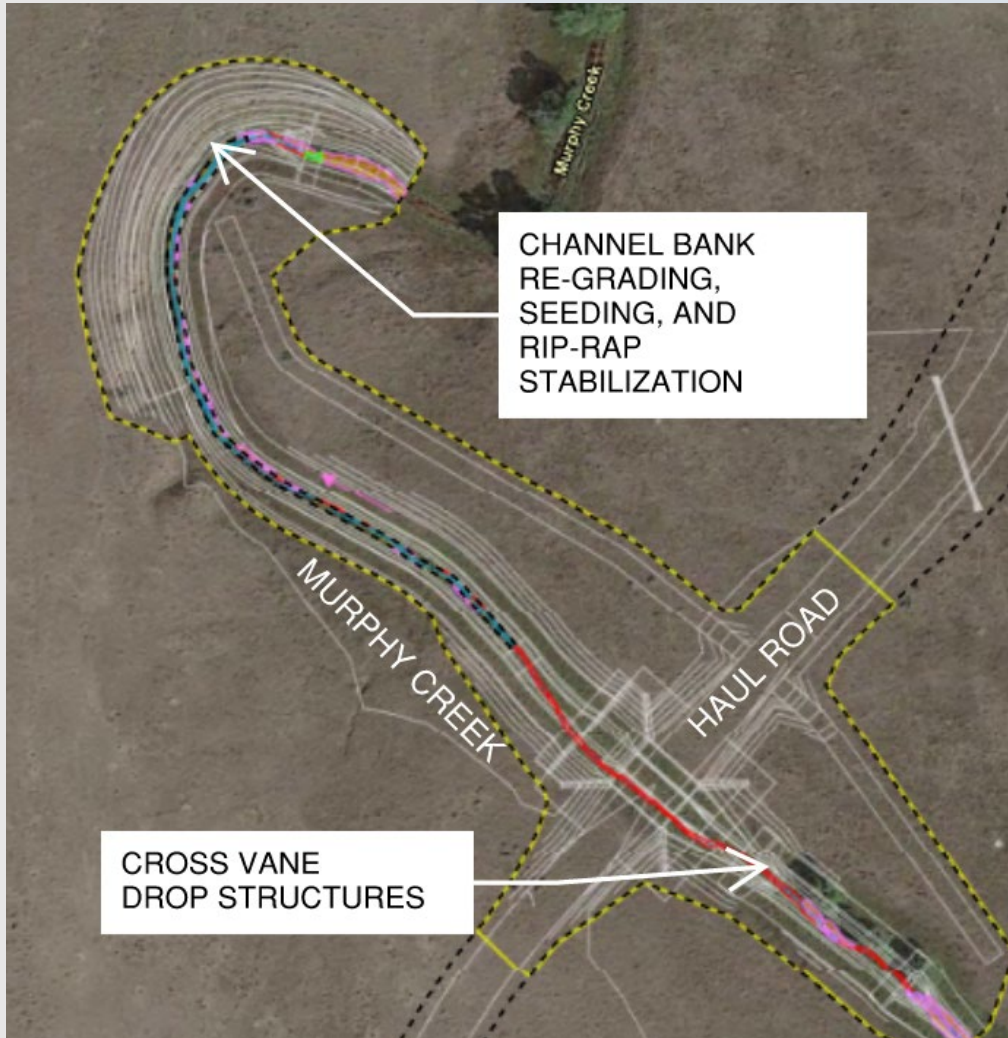 Murphy Creek
CHANNEL BANK
RE-GRADING,
SEEDING, AND
RIP-RAP
STABILIZATION
MURPHY CREEK
HAUL ROAD
CROSS VANE
DROP STRUCTURES